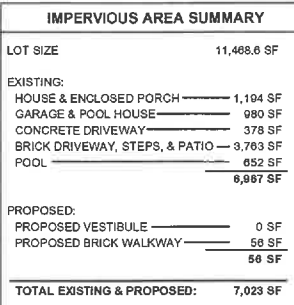 IMPERVIOUS AREA SUMMARY
LOT SIZE 11,468.6 SF
EXISTING:
HOUSE & ENCLOSED PORCH 1,194 SF
GARAGE & POOL HOUSE 980 SF
CONCRETE DRIVEWAY 378 SF
BRICK DRIVEWAY, STEPS, & PATIO 3,763 SF
POOL 652 SF
6,967 SF
PROPOSED:
PROPOSED VESTIBULE 0 SF
PROPOSED BRICK WALKWAY 56 SF
56 SF
TOTAL EXISTING & PROPOSED: 7,023 SF